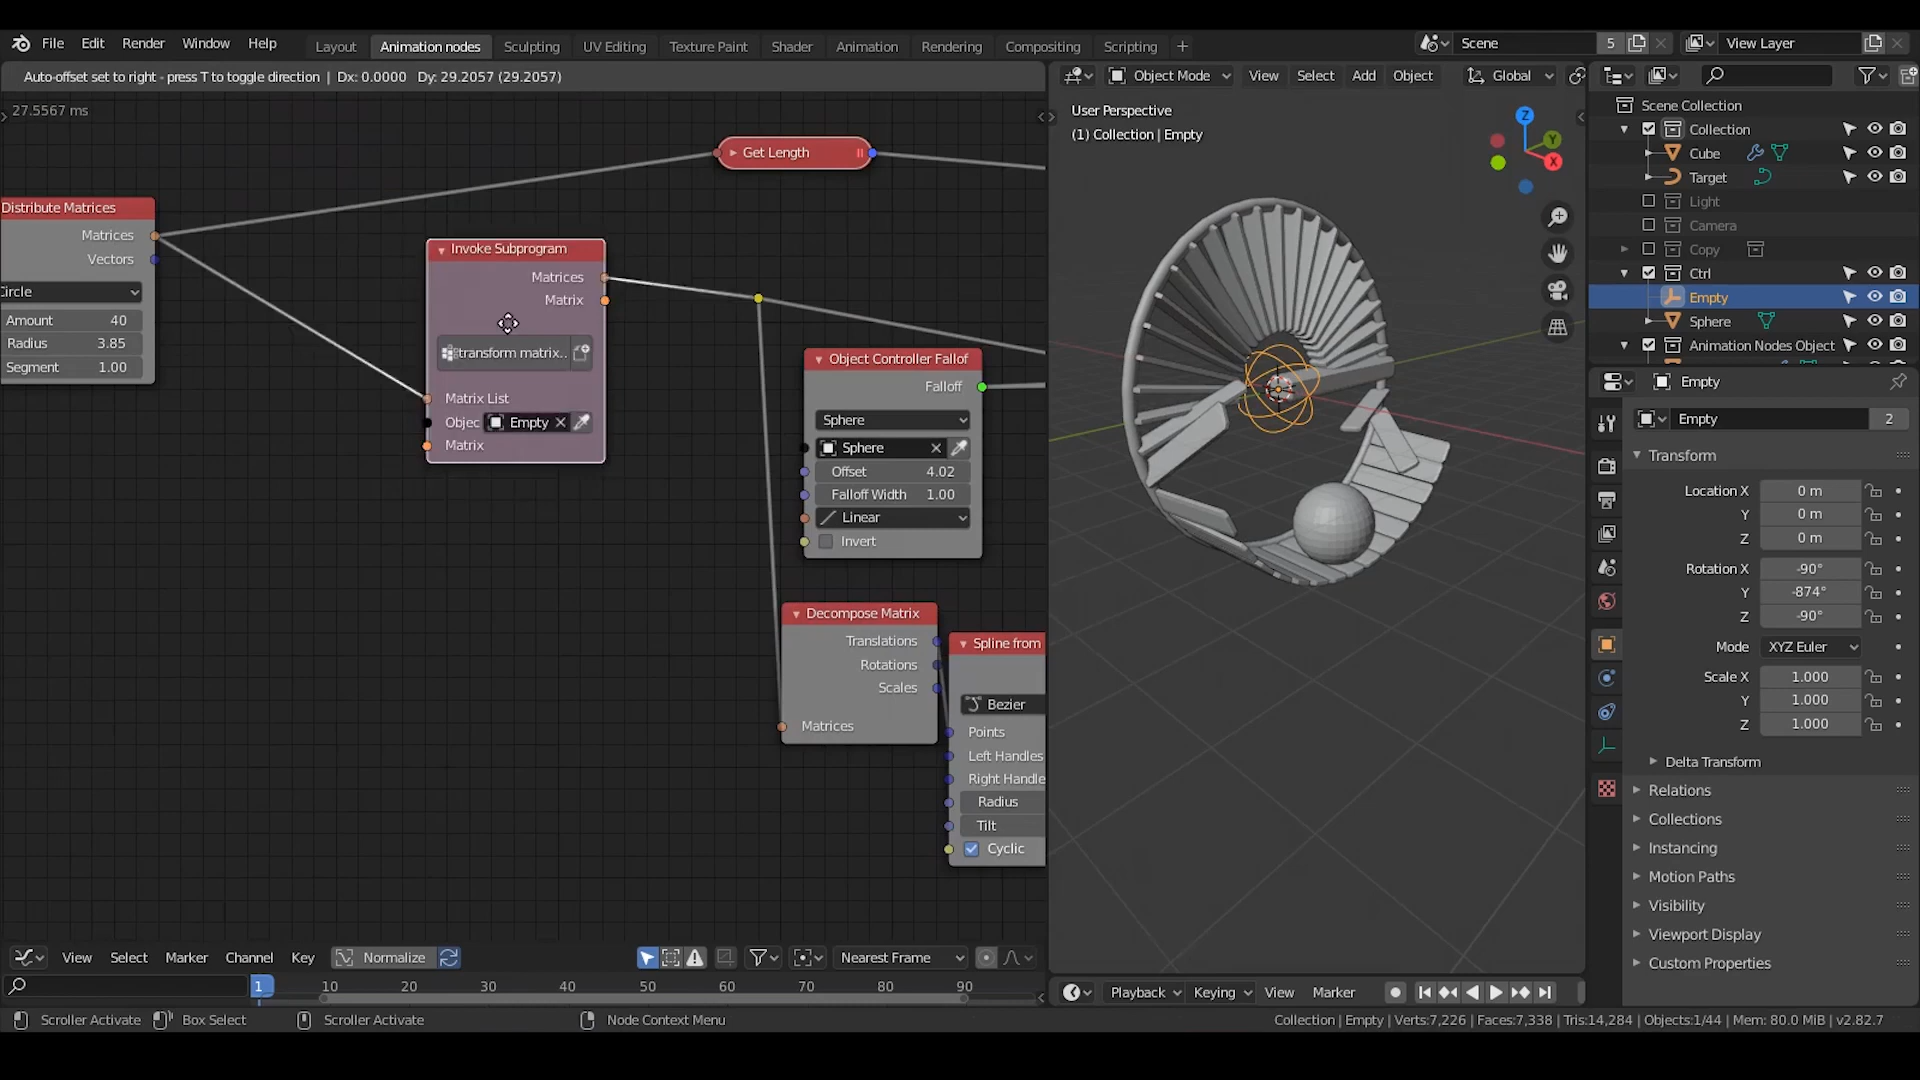 File Edit Render Window Help Layout Animation nodes Sculpting UV Editing Texture Paint Shader Animation Rendering Compositing Scripting + Scene 5 View Layer
Auto-offset set to right - press T to toggle direction | Dx: 0.0000 Dy: 29.2057 (29.2057)
Object Mode View Select Add Object Global
27.5567 ms
User Perspective
(1) Collection | Empty
Z
Y
X
Get Length
Distribute Matrices
Matrices
Vectors
ircle
Amount 40
Radius 3.85
Segment 1.00
Invoke Subprogram
Matrices
Matrix
transform matrix..
Matrix List
Objec Empty
Matrix
Object Controller Fallof
Falloff
Sphere
Sphere
Offset 4.02
Falloff Width 1.00
Linear
Invert
Decompose Matrix
Translations
Rotations
Scales
Matrices
Spline from
Bezier
Points
Left Handles
Right Handle
Radius
Tilt
Cyclic
Scene Collection
Collection
Cube
Target
Light
Camera
Copy
Ctrl
Empty
Sphere
Animation Nodes Object
Empty
Empty 2
Transform
Location X 0 m
Y 0 m
Z 0 m
Rotation X -90°
Y -874°
Z -90°
Mode XYZ Euler
Scale X 1.000
Y 1.000
Z 1.000
Delta Transform
Relations
Collections
Instancing
Motion Paths
Visibility
Viewport Display
Custom Properties
View Select Marker Channel Key Normalize Nearest Frame
1 10 20 30 40 50 60 70 80 90
Playback Keying View Marker
Scroller Activate Box Select Scroller Activate Node Context Menu
Collection | Empty | Verts:7,226 | Faces:7,338 | Tris:14,284 | Objects:1/44 | Mem: 80.0 MiB | v2.82.7